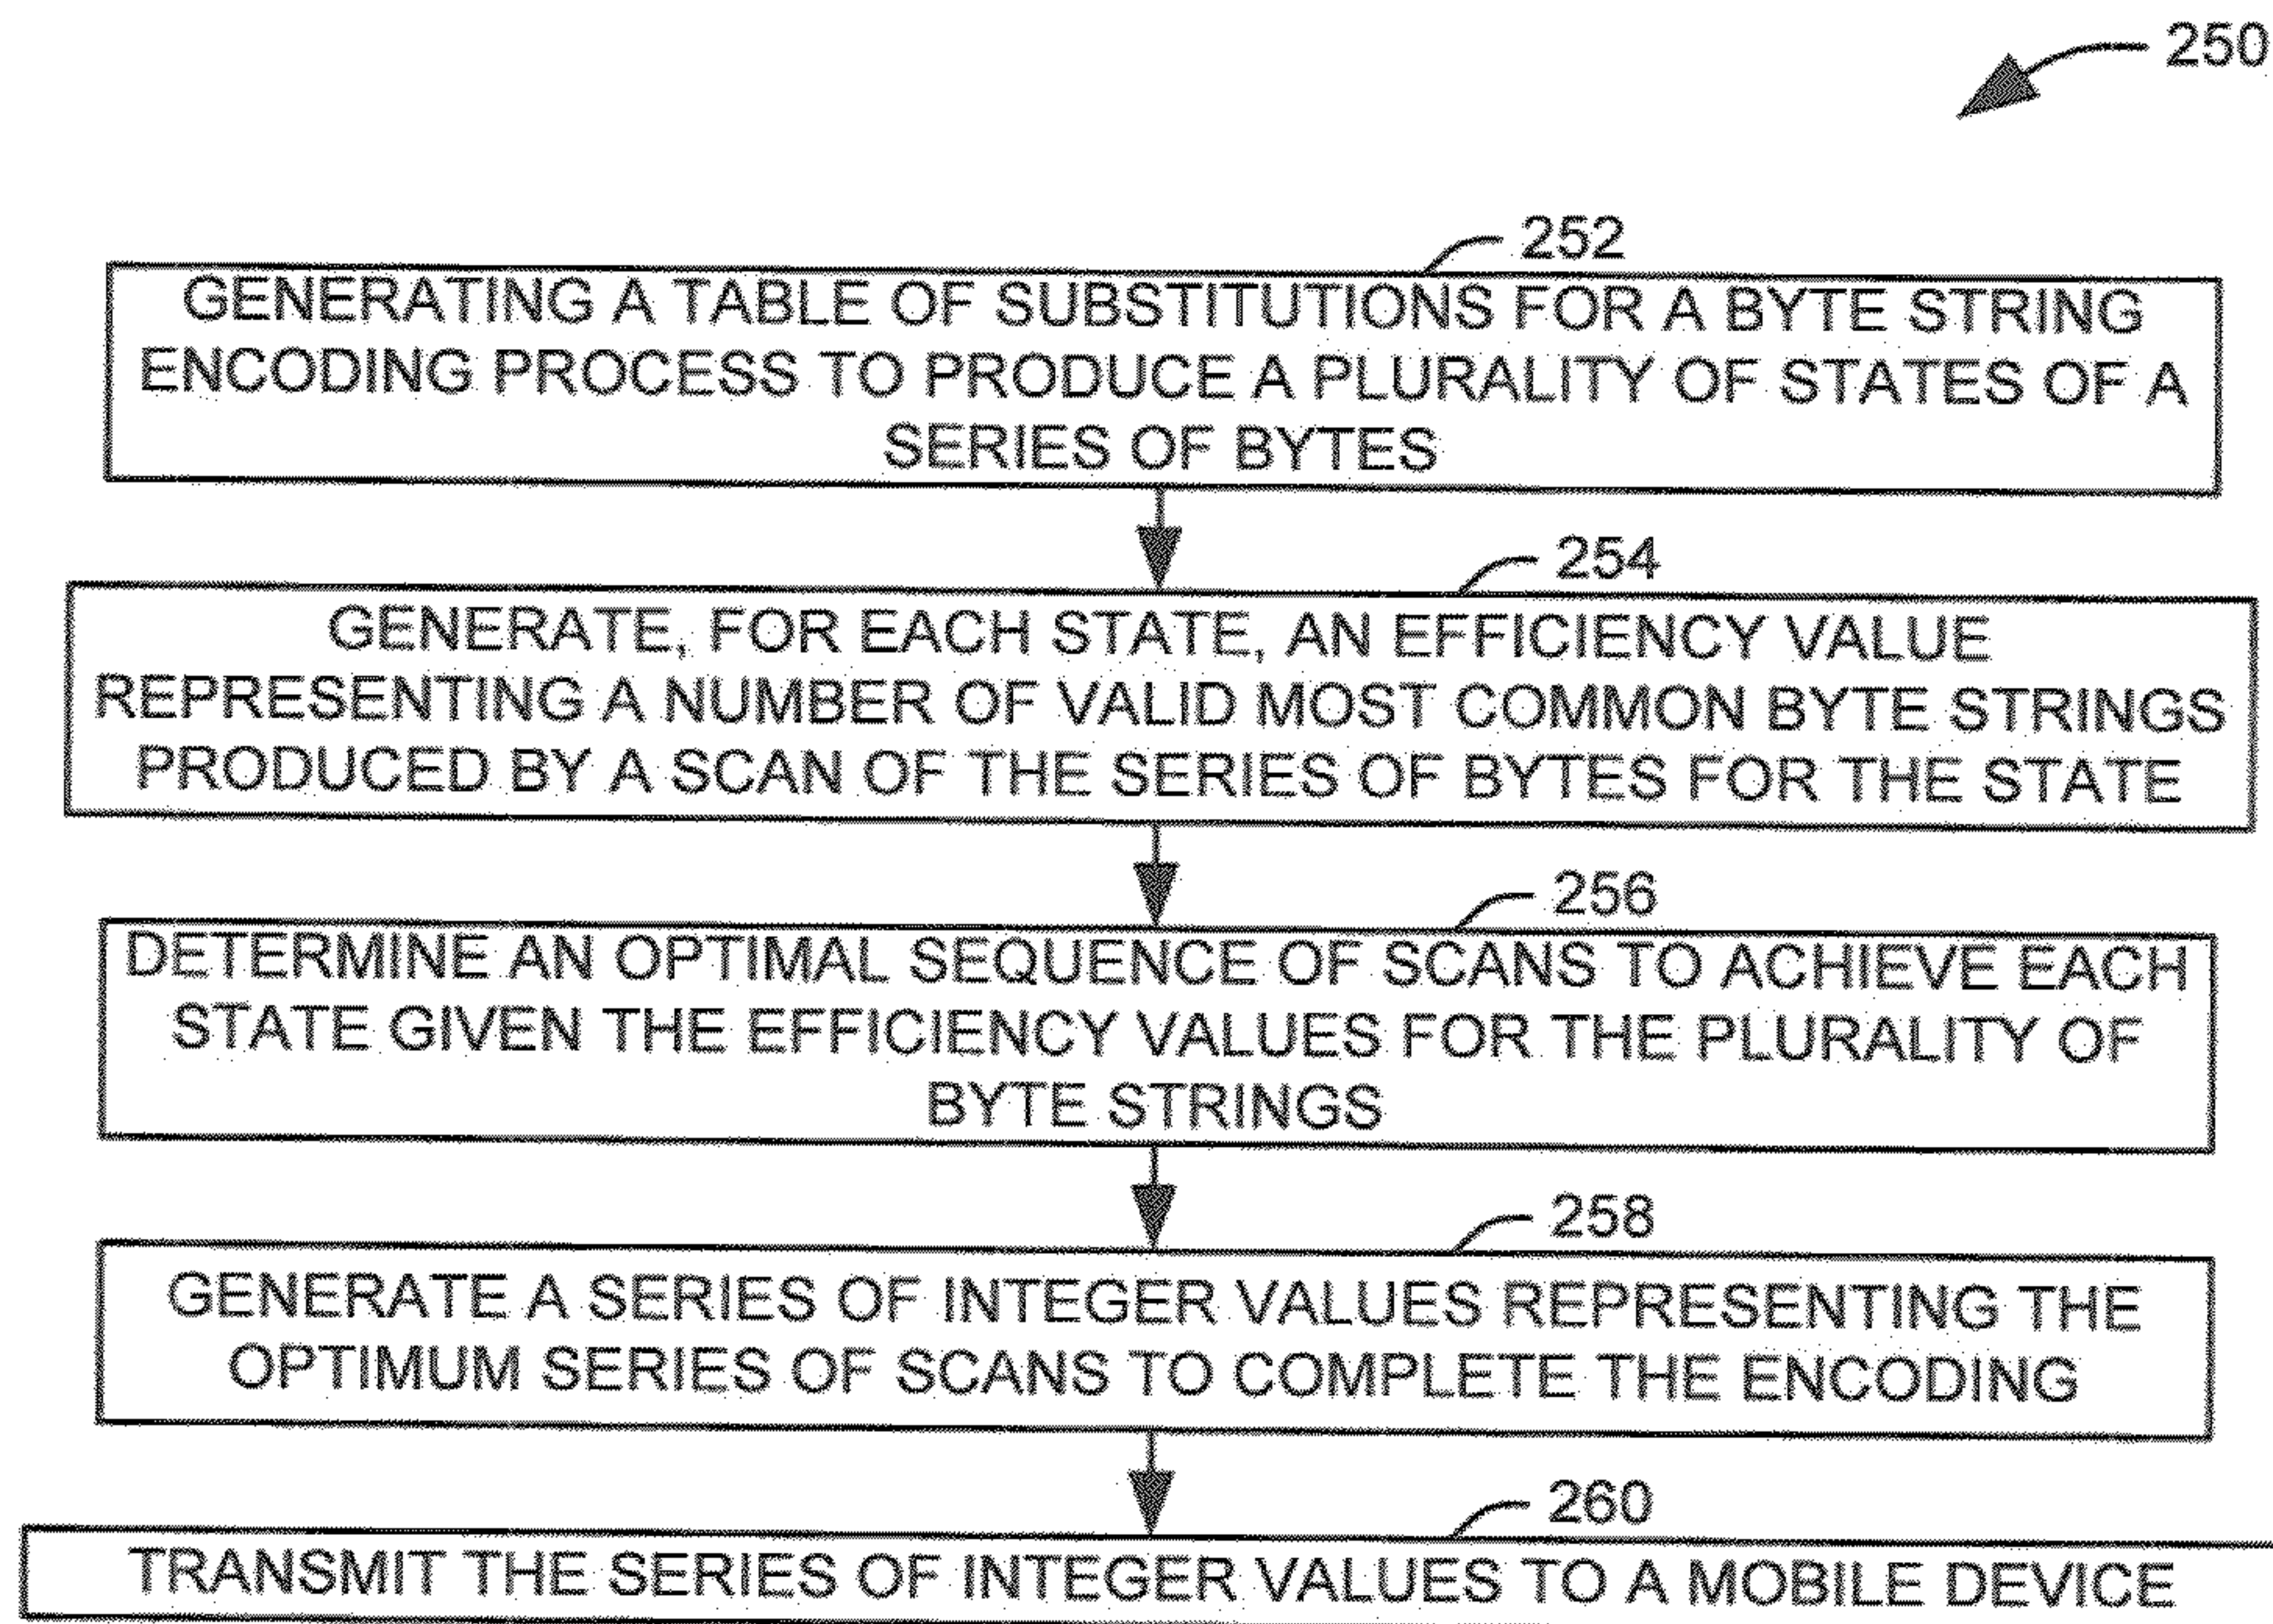 250
252
GENERATING A TABLE OF SUBSTITUTIONS FOR A BYTE STRING
ENCODING PROCESS TO PRODUCE A PLURALITY OF STATES OF A
SERIES OF BYTES
254
GENERATE, FOR EACH STATE, AN EFFICIENCY VALUE
REPRESENTING A NUMBER OF VALID MOST COMMON BYTE STRINGS
PRODUCED BY A SCAN OF THE SERIES OF BYTES FOR THE STATE
256
DETERMINE AN OPTIMAL SEQUENCE OF SCANS TO ACHIEVE EACH
STATE GIVEN THE EFFICIENCY VALUES FOR THE PLURALITY OF
BYTE STRINGS
258
GENERATE A SERIES OF INTEGER VALUES REPRESENTING THE
OPTIMUM SERIES OF SCANS TO COMPLETE THE ENCODING
260
TRANSMIT THE SERIES OF INTEGER VALUES TO A MOBILE DEVICE